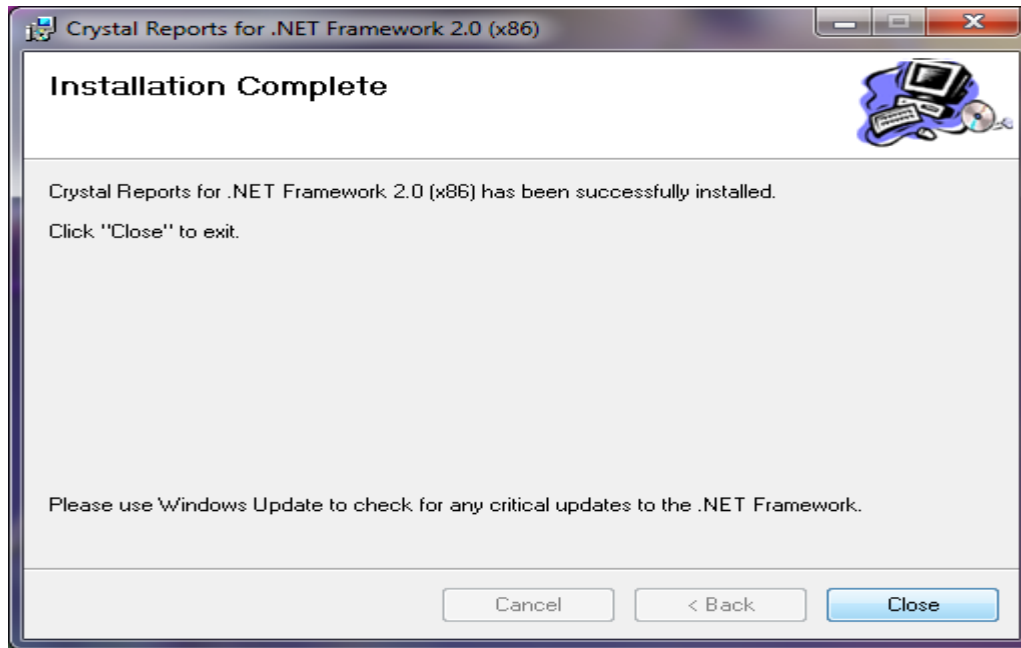 Crystal Reports for .NET Framework 2.0 (x86)
Installation Complete
Crystal Reports for .NET Framework 2.0 (x86) has been successfully installed.
Click "Close" to exit.
Please use Windows Update to check for any critical updates to the .NET Framework.
Cancel < Back Close